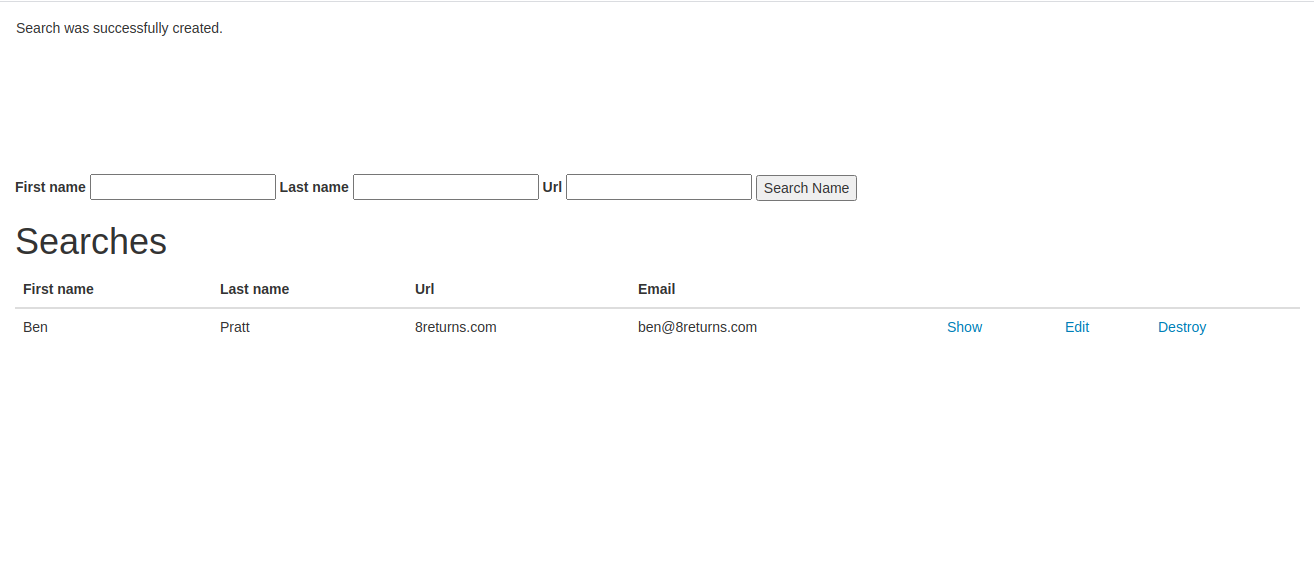 Search was successfully created.
First name Last name Url Search Name
Searches
First name Last name Url Email
Ben Pratt 8returns.com ben@8returns.com Show Edit Destroy